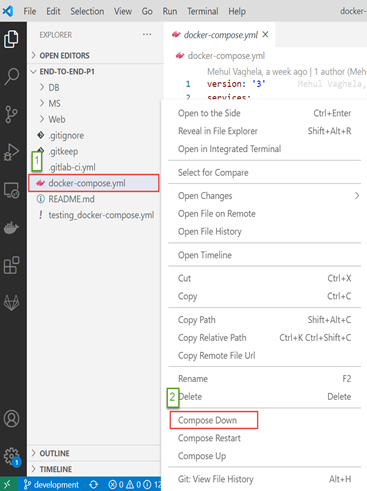 File Edit Selection View Go Run Terminal Help docker-
EXPLORER
OPEN EDITORS
END-TO-END-P1
DB
MS
Web
.gitignore
.gitkeep
1
.gitlab-ci.yml
docker-compose.yml
README.md
testing_docker-compose.yml
OUTLINE
TIMELINE
docker-compose.yml
docker-compose.yml
Mehul Vaghela, a week ago | 1 author (Meh
1 version: '3' Mehul Vaghela,
2 services:
Open to the Side Ctrl+Enter
Reveal in File Explorer Shift+Alt+R
Open in Integrated Terminal
Select for Compare
Open Changes
Open File on Remote
Open File History
Open Timeline
Cut Ctrl+X
Copy Ctrl+C
Copy Path Shift+Alt+C
Copy Relative Path Ctrl+K Ctrl+Shift+C
Copy Remote File Url
Rename F2
2
Delete Delete
Compose Down
Compose Restart
Compose Up
Git: View File History Alt+H
1
development 0 0 12